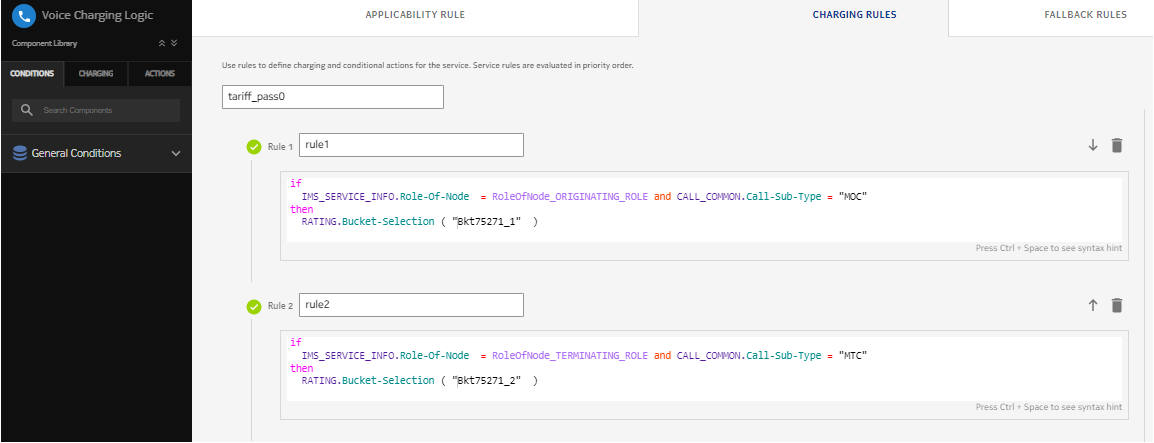 Voice Charging Logic
Component Library
CONDITIONS CHARGING ACTIONS
Search Components
General Conditions
APPLICABILITY RULE CHARGING RULES FALLBACK RULES
Use rules to define charging and conditional actions for the service. Service rules are evaluated in priority order.
tariff_pass0
Rule 1 rule1
if
IMS_SERVICE_INFO.Role-Of-Node = RoleOfNode_ORIGINATING_ROLE and CALL_COMMON.Call-Sub-Type = "MOC"
then
RATING.Bucket-Selection ( "Bkt75271_1" )
Press Ctrl + Space to see syntax hint
Rule 2 rule2
if
IMS_SERVICE_INFO.Role-Of-Node = RoleOfNode_TERMINATING_ROLE and CALL_COMMON.Call-Sub-Type = "MTC"
then
RATING.Bucket-Selection ( "Bkt75271_2" )
Press Ctrl + Space to see syntax hint